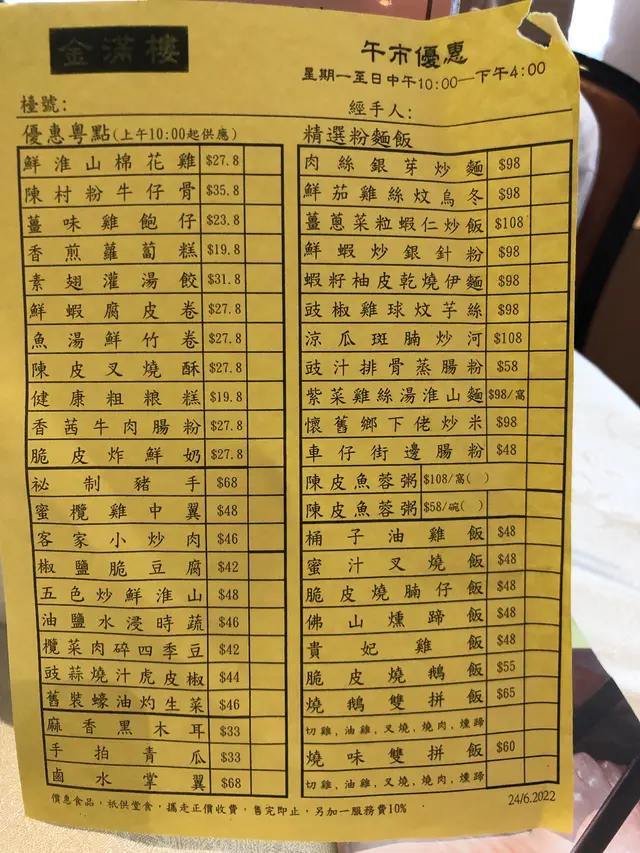 金滿樓
午市優惠
星期一至日中午10:00—下午4:00
檯號:
經手人:
優惠粵點(上午10:00起供應)
鮮淮山棉花雞 $27.8
陳村粉牛仔骨 $35.8
薑味雞飽仔 $23.8
香煎蘿蔔糕 $19.8
素翅灌湯餃 $31.8
鮮蝦腐皮卷 $27.8
魚湯鮮竹卷 $27.8
陳皮叉燒酥 $27.8
健康粗粮糕 $19.8
香茜牛肉腸粉 $27.8
脆皮炸鮮奶 $27.8
祕制豬手 $68
蜜欖雞中翼 $48
客家小炒肉 $46
椒鹽脆豆腐 $42
五色炒鮮淮山 $48
油鹽水浸時蔬 $46
欖菜肉碎四季豆 $42
豉蒜燒汁虎皮椒 $44
舊裝蠔油灼生菜 $46
麻香黑木耳 $33
手拍青瓜 $33
鹵水掌翼 $68
精選粉麵飯
肉絲銀芽炒麵 $98
鮮茄雞絲炆烏冬 $98
薑蔥菜粒蝦仁炒飯 $108
鮮蝦炒銀針粉 $98
蝦籽柚皮乾燒伊麵 $98
豉椒雞球炆芋絲 $98
涼瓜斑腩炒河 $108
豉汁排骨蒸腸粉 $58
紫菜雞絲湯淮山麵 $98/窩
懷舊鄉下佬炒米 $98
車仔街邊腸粉 $48
陳皮魚蓉粥 $108/窩( )
陳皮魚蓉粥 $58/碗( )
桶子油雞飯 $48
蜜汁叉燒飯 $48
脆皮燒腩仔飯 $48
佛山燻蹄飯 $48
貴妃雞飯 $48
脆皮燒鵝飯 $55
燒鵝雙拼飯 $65
切雞,油雞,叉燒,燒肉,燻蹄
燒味雙拼飯 $60
切雞,油雞,叉燒,燒肉,燻蹄
價惠食品,祇供堂食,攜走正價收費,售完即止,另加一服務費10%
24/6.2022